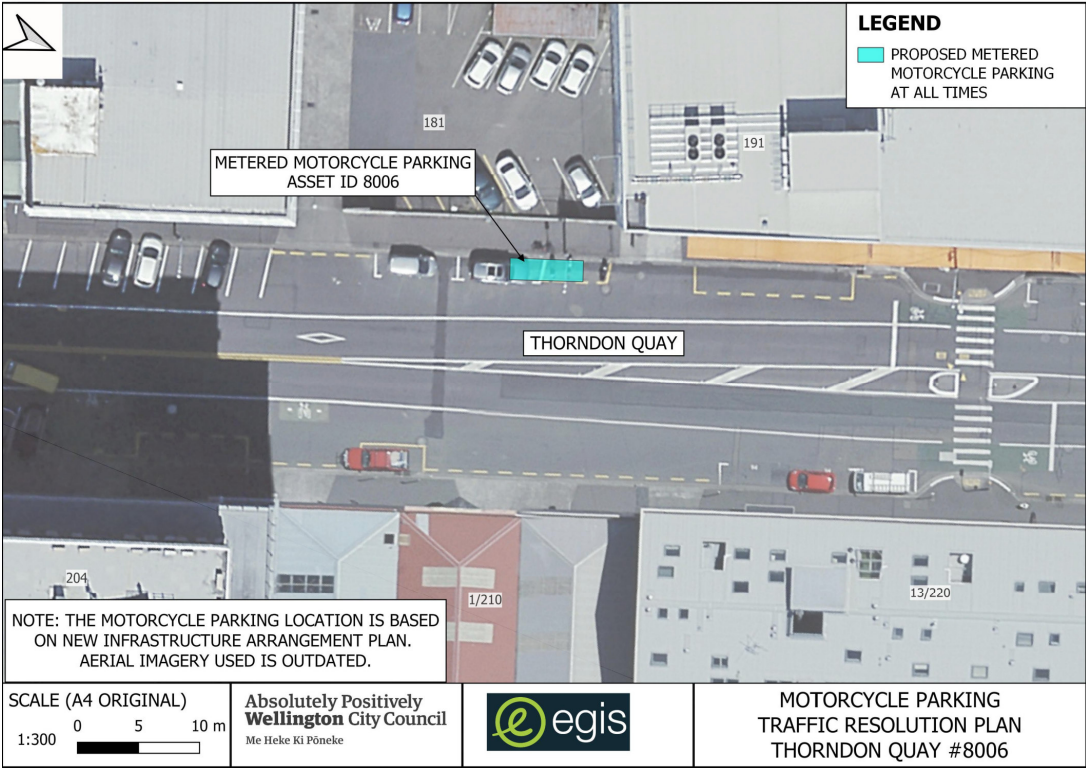 LEGEND
PROPOSED METERED
MOTORCYCLE PARKING
AT ALL TIMES
181
191
METERED MOTORCYCLE PARKING
ASSET ID 8006
THORNDON QUAY
204
1/210
13/220
NOTE: THE MOTORCYCLE PARKING LOCATION IS BASED
ON NEW INFRASTRUCTURE ARRANGEMENT PLAN.
AERIAL IMAGERY USED IS OUTDATED.
SCALE (A4 ORIGINAL)
0 5 10 m
1:300
Absolutely Positively
Wellington City Council
Me Heke Ki Pōneke
egis
MOTORCYCLE PARKING
TRAFFIC RESOLUTION PLAN
THORNDON QUAY #8006